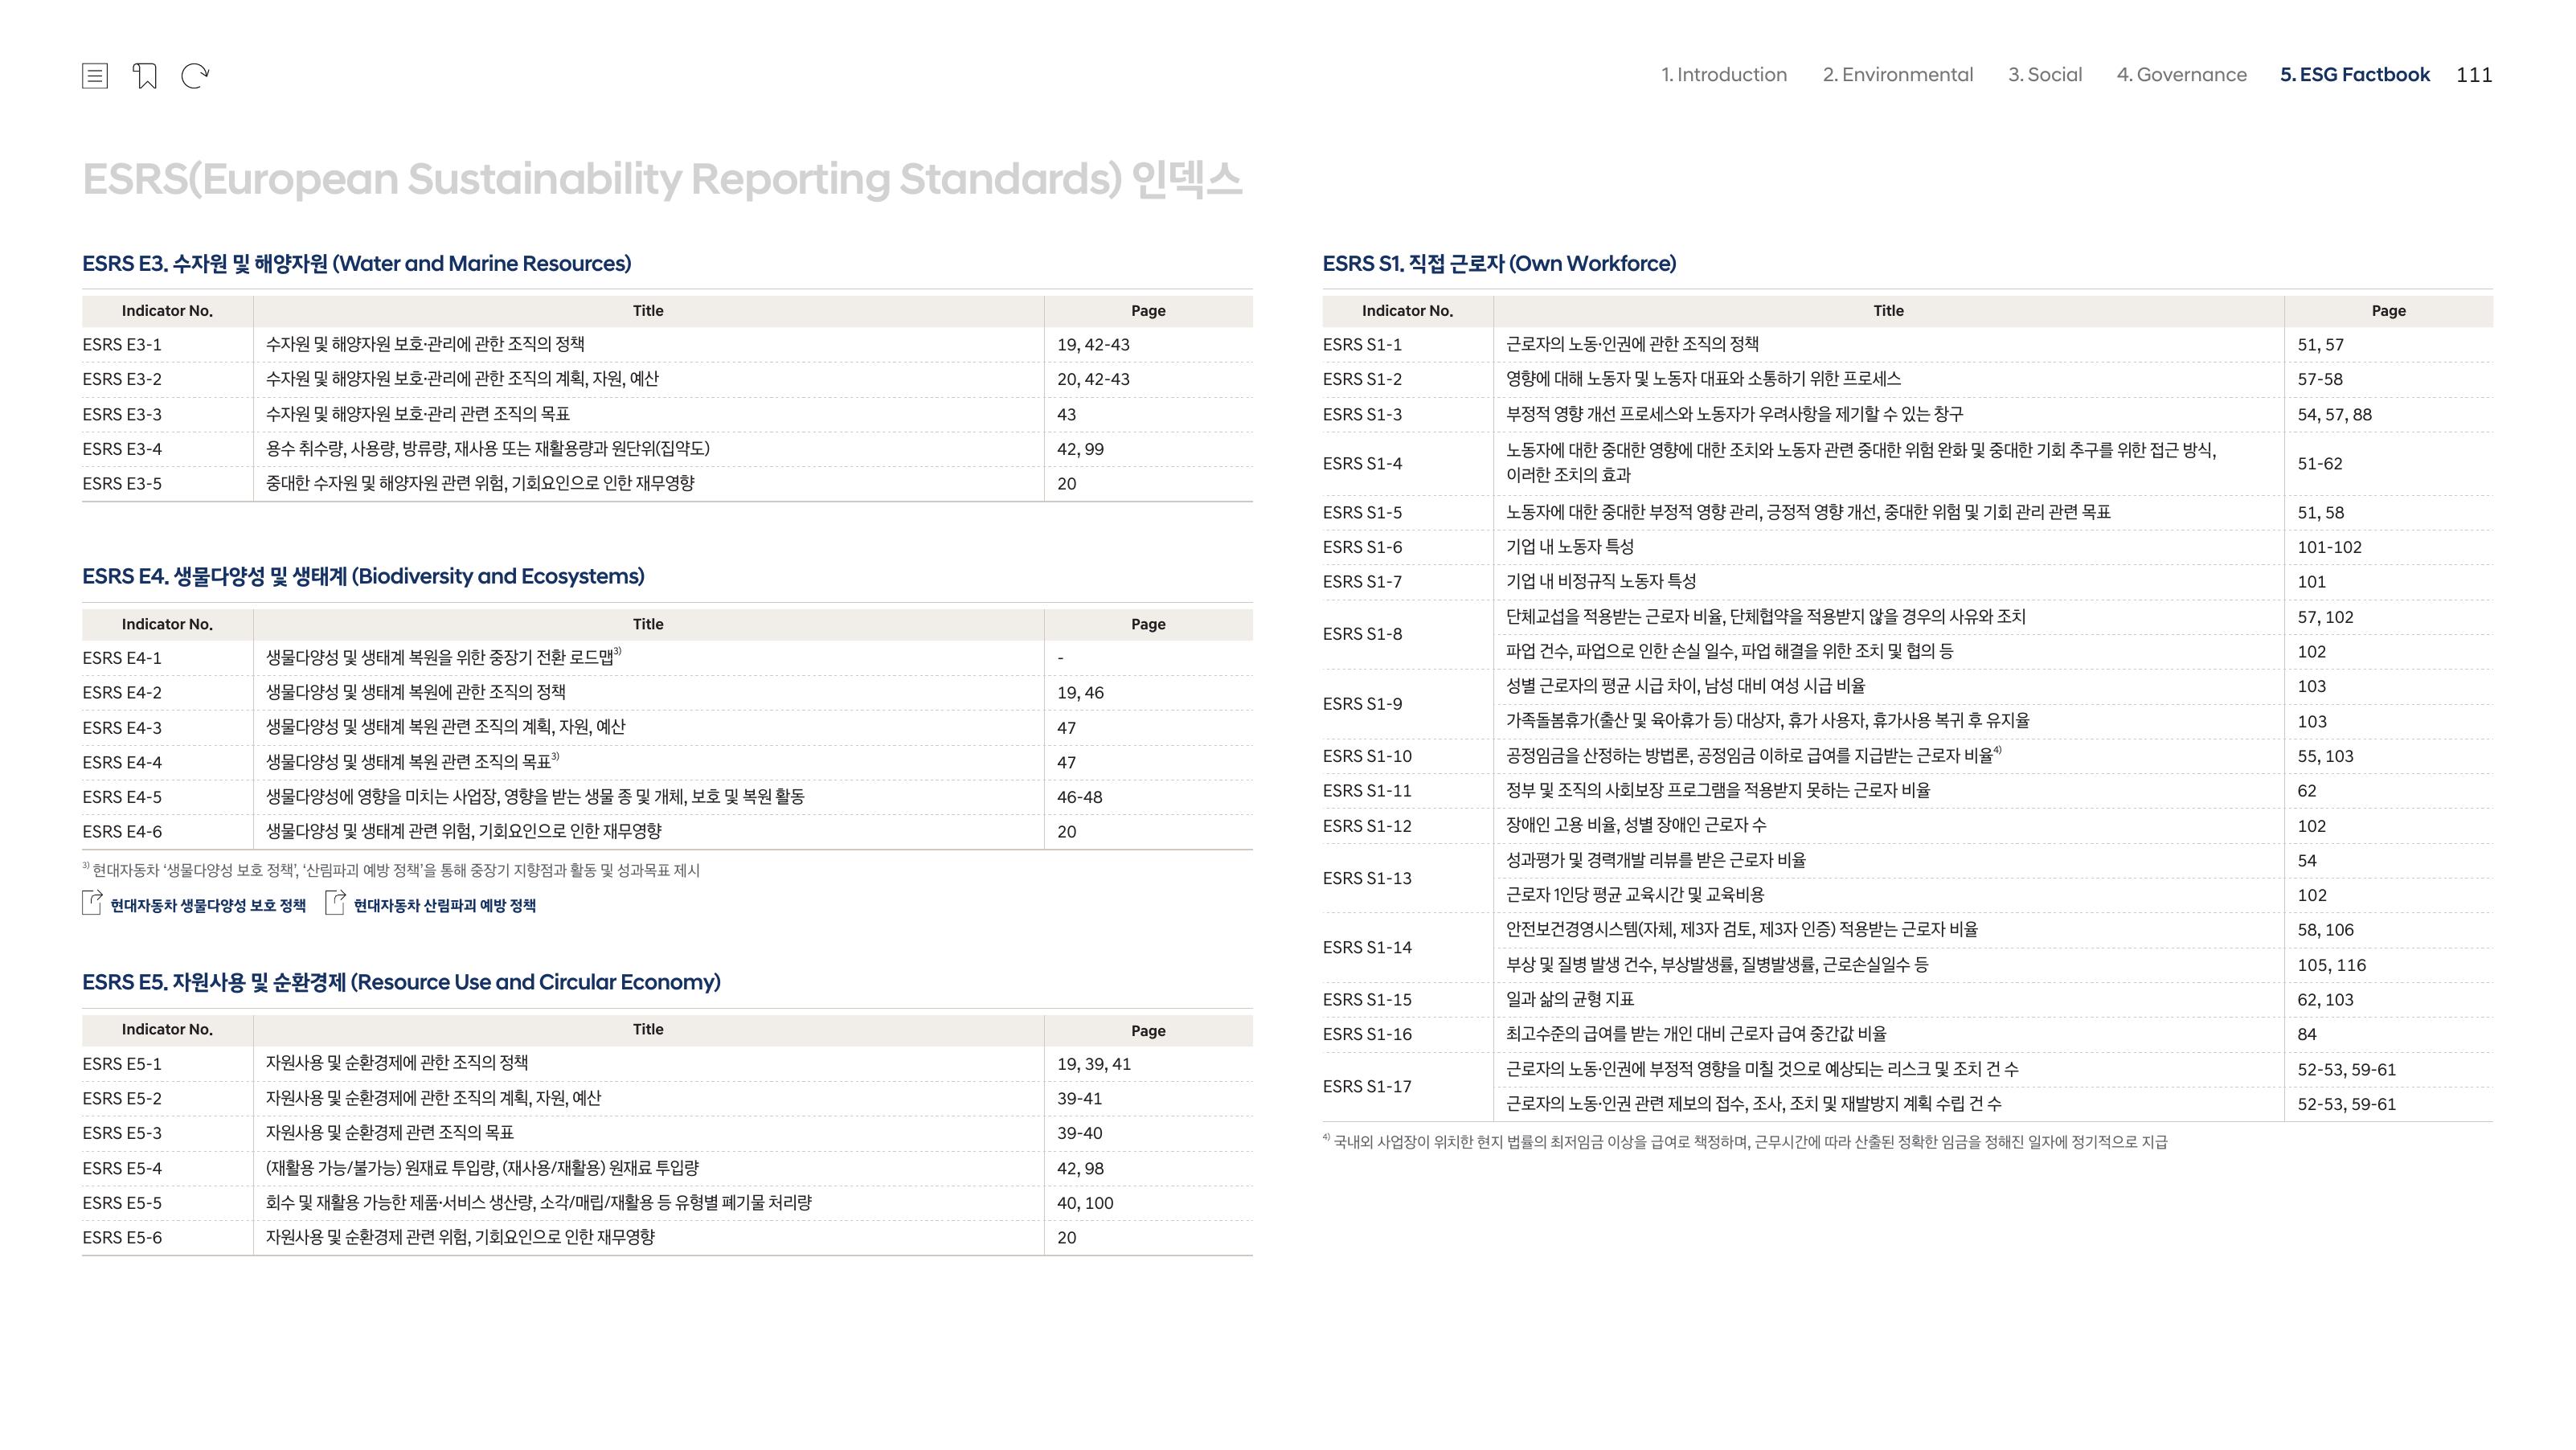 1. Introduction 2. Environmental 3. Social 4. Governance 5. ESG Factbook 111
ESRS(European Sustainability Reporting Standards) 인덱스
ESRS E3. 수자원 및 해양자원 (Water and Marine Resources)
Indicator No. Title Page
ESRS E3-1 수자원 및 해양자원 보호·관리에 관한 조직의 정책 19, 42-43
ESRS E3-2 수자원 및 해양자원 보호·관리에 관한 조직의 계획, 자원, 예산 20, 42-43
ESRS E3-3 수자원 및 해양자원 보호·관리 관련 조직의 목표 43
ESRS E3-4 용수 취수량, 사용량, 방류량, 재사용 또는 재활용량과 원단위(집약도) 42, 99
ESRS E3-5 중대한 수자원 및 해양자원 관련 위험, 기회요인으로 인한 재무영향 20
ESRS E4. 생물다양성 및 생태계 (Biodiversity and Ecosystems)
Indicator No. Title Page
ESRS E4-1 생물다양성 및 생태계 복원을 위한 중장기 전환 로드맵3) -
ESRS E4-2 생물다양성 및 생태계 복원에 관한 조직의 정책 19, 46
ESRS E4-3 생물다양성 및 생태계 복원 관련 조직의 계획, 자원, 예산 47
ESRS E4-4 생물다양성 및 생태계 복원 관련 조직의 목표3) 47
ESRS E4-5 생물다양성에 영향을 미치는 사업장, 영향을 받는 생물 종 및 개체, 보호 및 복원 활동 46-48
ESRS E4-6 생물다양성 및 생태계 관련 위험, 기회요인으로 인한 재무영향 20
3) 현대자동차 ‘생물다양성 보호 정책’, ‘산림파괴 예방 정책’을 통해 중장기 지향점과 활동 및 성과목표 제시
현대자동차 생물다양성 보호 정책 현대자동차 산림파괴 예방 정책
ESRS E5. 자원사용 및 순환경제 (Resource Use and Circular Economy)
Indicator No. Title Page
ESRS E5-1 자원사용 및 순환경제에 관한 조직의 정책 19, 39, 41
ESRS E5-2 자원사용 및 순환경제에 관한 조직의 계획, 자원, 예산 39-41
ESRS E5-3 자원사용 및 순환경제 관련 조직의 목표 39-40
ESRS E5-4 (재활용 가능/불가능) 원재료 투입량, (재사용/재활용) 원재료 투입량 42, 98
ESRS E5-5 회수 및 재활용 가능한 제품·서비스 생산량, 소각/매립/재활용 등 유형별 폐기물 처리량 40, 100
ESRS E5-6 자원사용 및 순환경제 관련 위험, 기회요인으로 인한 재무영향 20
ESRS S1. 직접 근로자 (Own Workforce)
Indicator No. Title Page
ESRS S1-1 근로자의 노동·인권에 관한 조직의 정책 51, 57
ESRS S1-2 영향에 대해 노동자 및 노동자 대표와 소통하기 위한 프로세스 57-58
ESRS S1-3 부정적 영향 개선 프로세스와 노동자가 우려사항을 제기할 수 있는 창구 54, 57, 88
ESRS S1-4 노동자에 대한 중대한 영향에 대한 조치와 노동자 관련 중대한 위험 완화 및 중대한 기회 추구를 위한 접근 방식,
이러한 조치의 효과 51-62
ESRS S1-5 노동자에 대한 중대한 부정적 영향 관리, 긍정적 영향 개선, 중대한 위험 및 기회 관리 관련 목표 51, 58
ESRS S1-6 기업 내 노동자 특성 101-102
ESRS S1-7 기업 내 비정규직 노동자 특성 101
ESRS S1-8 단체교섭을 적용받는 근로자 비율, 단체협약을 적용받지 않을 경우의 사유와 조치 57, 102
파업 건수, 파업으로 인한 손실 일수, 파업 해결을 위한 조치 및 협의 등 102
ESRS S1-9 성별 근로자의 평균 시급 차이, 남성 대비 여성 시급 비율 103
가족돌봄휴가(출산 및 육아휴가 등) 대상자, 휴가 사용자, 휴가사용 복귀 후 유지율 103
ESRS S1-10 공정임금을 산정하는 방법론, 공정임금 이하로 급여를 지급받는 근로자 비율4) 55, 103
ESRS S1-11 정부 및 조직의 사회보장 프로그램을 적용받지 못하는 근로자 비율 62
ESRS S1-12 장애인 고용 비율, 성별 장애인 근로자 수 102
ESRS S1-13 성과평가 및 경력개발 리뷰를 받은 근로자 비율 54
근로자 1인당 평균 교육시간 및 교육비용 102
ESRS S1-14 안전보건경영시스템(자체, 제3자 검토, 제3자 인증) 적용받는 근로자 비율 58, 106
부상 및 질병 발생 건수, 부상발생률, 질병발생률, 근로손실일수 등 105, 116
ESRS S1-15 일과 삶의 균형 지표 62, 103
ESRS S1-16 최고수준의 급여를 받는 개인 대비 근로자 급여 중간값 비율 84
ESRS S1-17 근로자의 노동·인권에 부정적 영향을 미칠 것으로 예상되는 리스크 및 조치 건 수 52-53, 59-61
근로자의 노동·인권 관련 제보의 접수, 조사, 조치 및 재발방지 계획 수립 건 수 52-53, 59-61
4) 국내외 사업장이 위치한 현지 법률의 최저임금 이상을 급여로 책정하며, 근무시간에 따라 산출된 정확한 임금을 정해진 일자에 정기적으로 지급